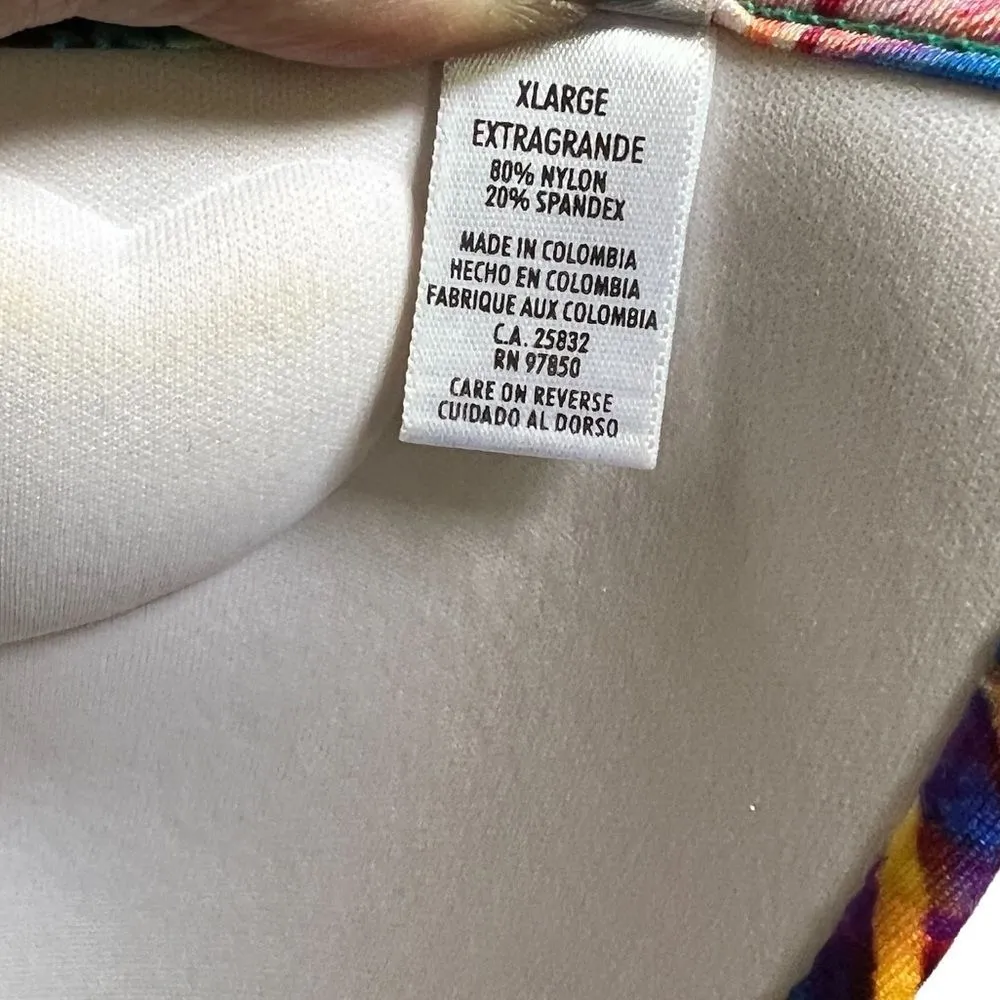 XLARGE
EXTRAGRANDE
80% NYLON
20% SPANDEX
MADE IN COLOMBIA
HECHO EN COLOMBIA
FABRIQUE AUX COLOMBIA
C.A. 25832
RN 97850
CARE ON REVERSE
CUIDADO AL DORSO